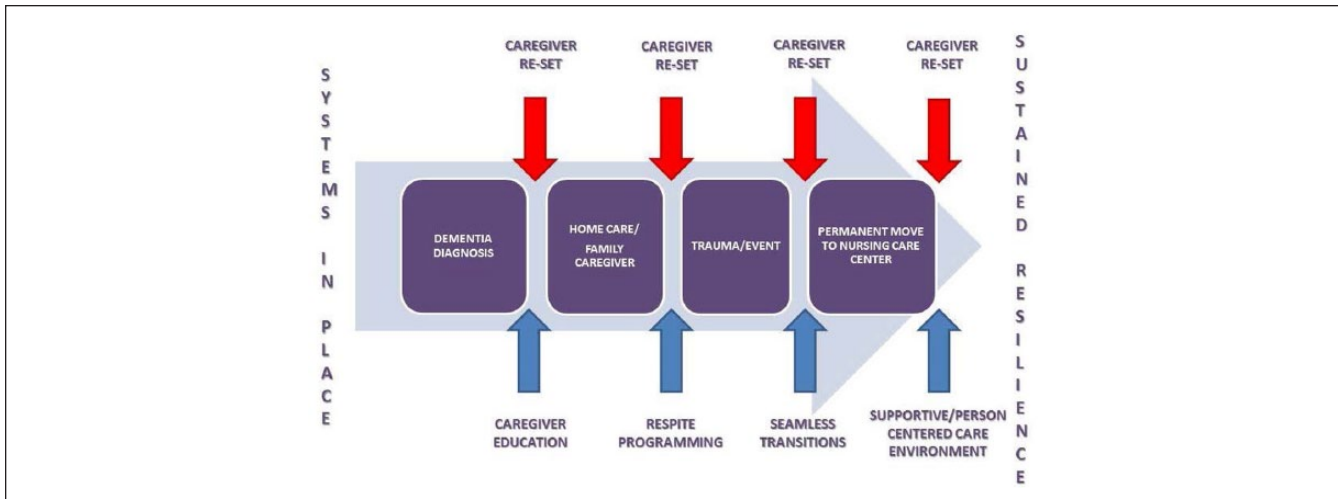 SYSTEMS IN PLACE
CAREGIVER
RE-SET
CAREGIVER
RE-SET
CAREGIVER
RE-SET
CAREGIVER
RE-SET
DEMENTIA
DIAGNOSIS
HOME CARE/
FAMILY
CAREGIVER
TRAUMA/EVENT
PERMANENT MOVE
TO NURSING CARE
CENTER
CAREGIVER
EDUCATION
RESPITE
PROGRAMMING
SEAMLESS
TRANSITIONS
SUPPORTIVE/PERSON
CENTERED CARE
ENVIRONMENT
SUSTAINED RESILIENCE